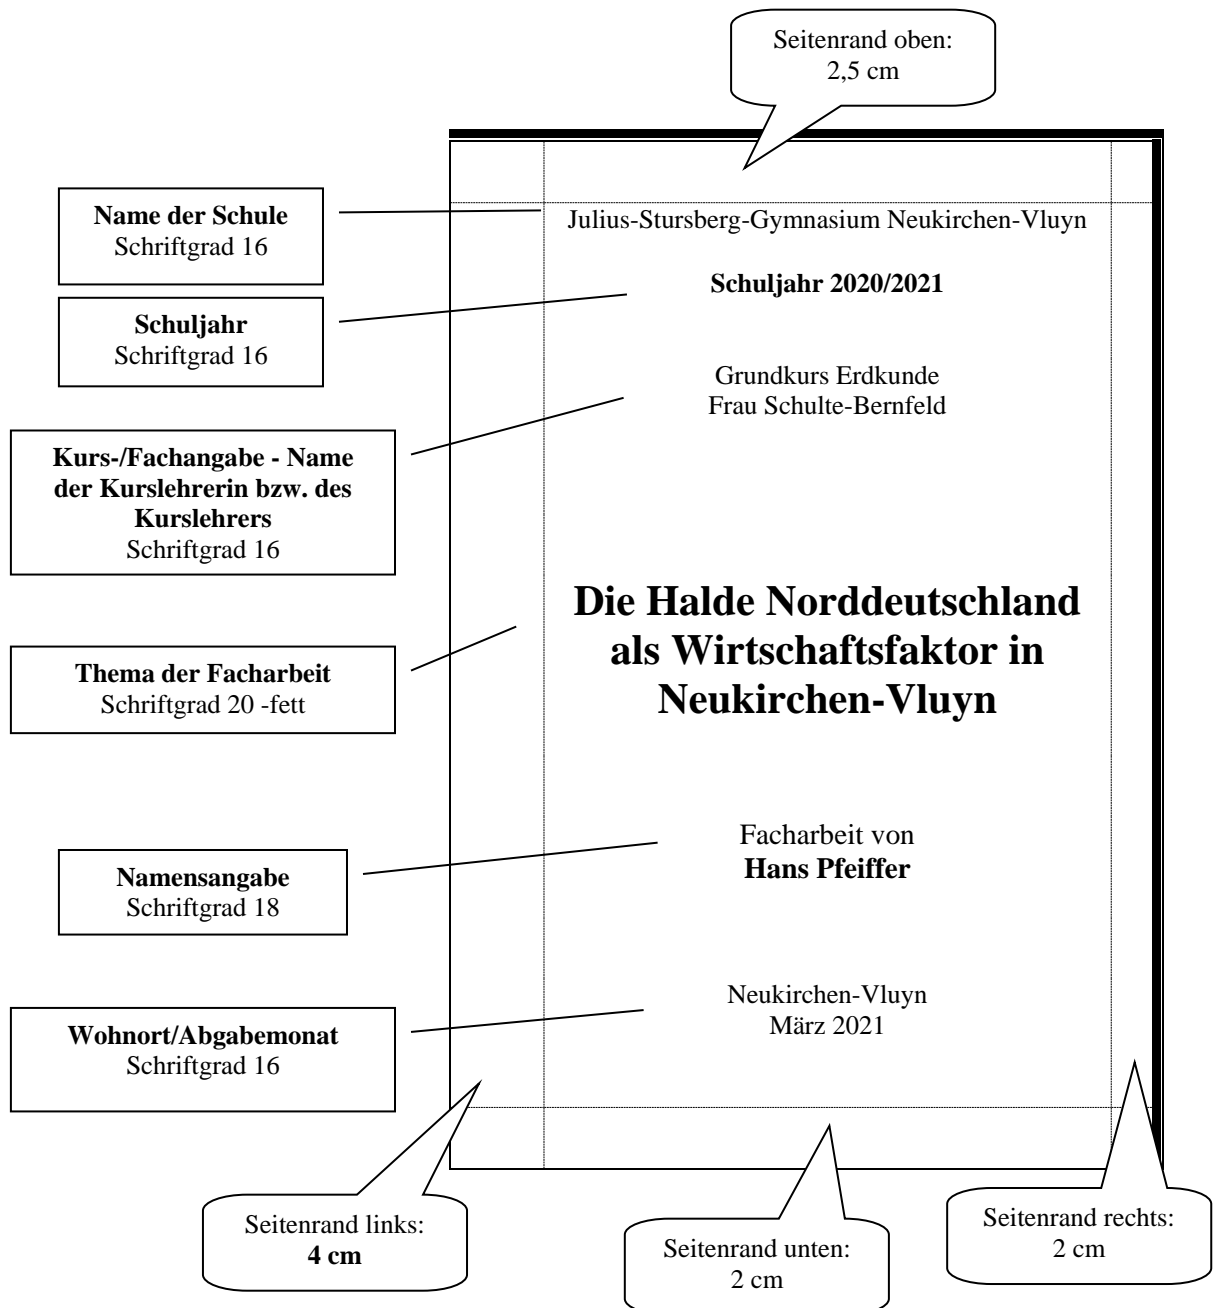 Seitenrand oben:
2,5 cm
Name der Schule
Schriftgrad 16
Julius-Stursberg-Gymnasium Neukirchen-Vluyn
Schuljahr 2020/2021
Schuljahr
Schriftgrad 16
Grundkurs Erdkunde
Frau Schulte-Bernfeld
Kurs-/Fachangabe - Name
der Kurslehrerin bzw. des
Kurslehrers
Schriftgrad 16
Die Halde Norddeutschland
als Wirtschaftsfaktor in
Neukirchen-Vluyn
Thema der Facharbeit
Schriftgrad 20 -fett
Facharbeit von
Hans Pfeiffer
Namensangabe
Schriftgrad 18
Neukirchen-Vluyn
März 2021
Wohnort/Abgabemonat
Schriftgrad 16
Seitenrand links:
4 cm
Seitenrand unten:
2 cm
Seitenrand rechts:
2 cm